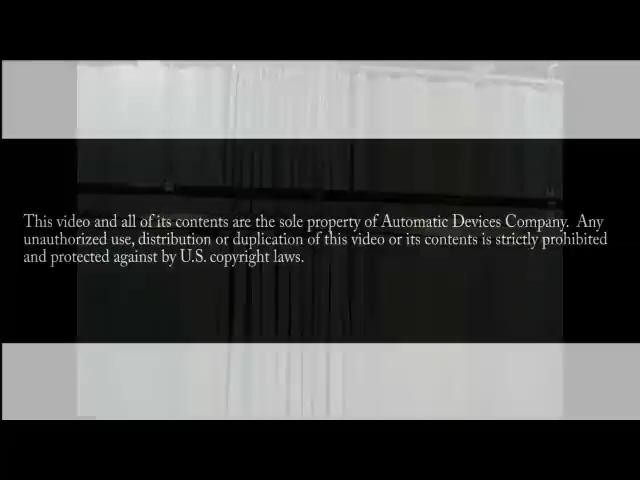 This video and all of its contents are the sole property of Automatic Devices Company. Any
unauthorized use, distribution or duplication of this video or its contents is strictly prohibited
and protected against by U.S. copyright laws.